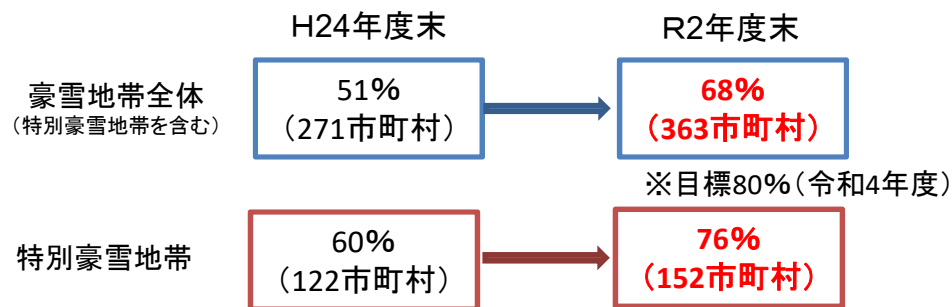 H24年度末
R2年度末
豪雪地帯全体
（特別豪雪地帯を含む）
51%
（271市町村）
68%
（363市町村）
※目標80%（令和4年度）
特別豪雪地帯
60%
（122市町村）
76%
（152市町村）